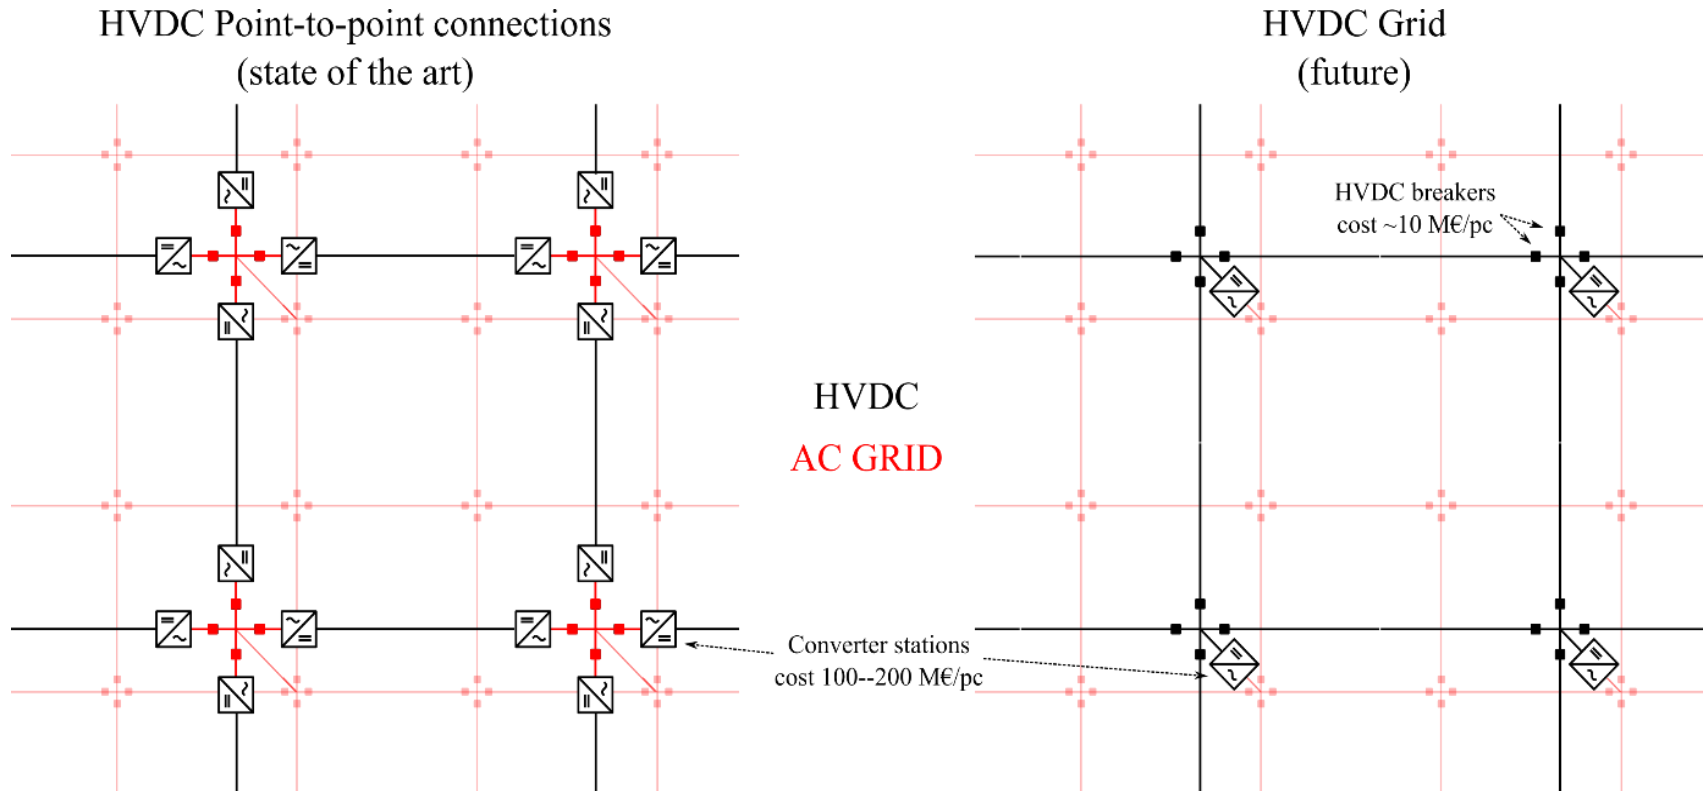 HVDC Point-to-point connections
(state of the art)
HVDC Grid
(future)
HVDC breakers
cost ~10 M€/pc
HVDC
AC GRID
Converter stations
cost 100--200 M€/pc